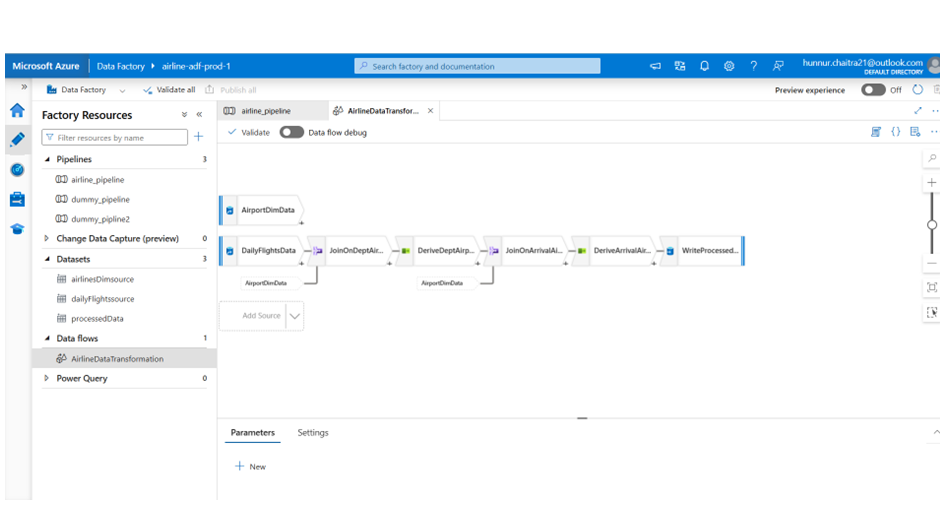 Microsoft Azure Data Factory airline-adf-prod-1 Search factory and documentation hunnur.chaitra21@outlook.com
DEFAULT DIRECTORY
Data Factory Validate all Publish all Preview experience Off
Factory Resources
airline_pipeline AirlineDataTransfor...
Filter resources by name
Validate Data flow debug
Pipelines 3
airline_pipeline
dummy_pipeline
dummy_pipline2
Change Data Capture (preview) 0
Datasets 3
airlinesDimsource
dailyFlightssource
processedData
Data flows 1
AirlineDataTransformation
Power Query 0
AirportDimData
DailyFlightsData JoinOnDeptAir... DeriveDeptAirp... JoinOnArrivalAi... DeriveArrivalAir... WriteProcessed...
AirportDimData AirportDimData
Add Source
Parameters Settings
New